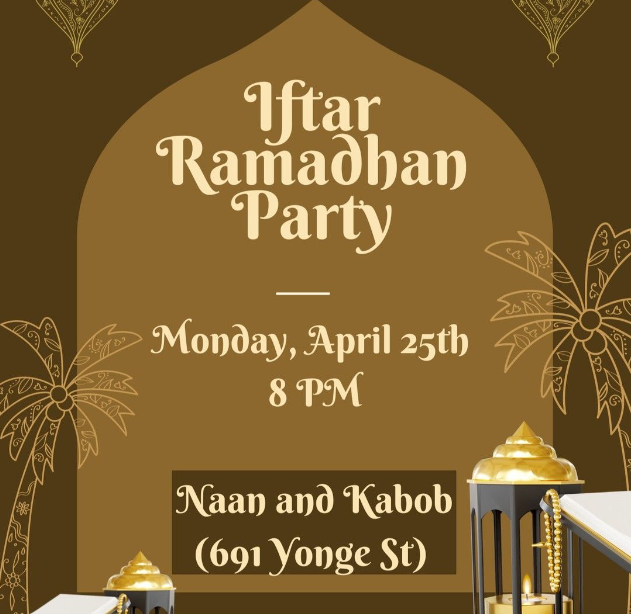 Iftar
Ramadhan
Party
Monday, April 25th
8 PM
Naan and Kabob
(691 Yonge St)